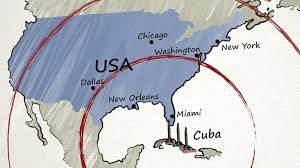 Chicago
New York
Washington
USA
Dallas
New Orleans
Miami
Cuba